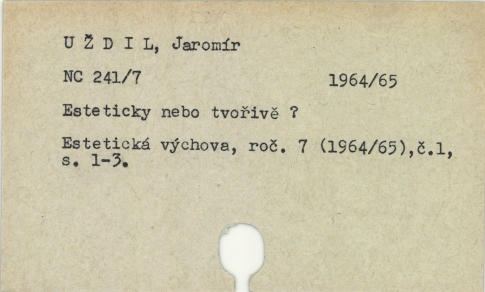 U Ž D I L, Jaromír
NC 241/7 1964/65
Esteticky nebo tvořivě ?
Estetická výchova, roč. 7 (1964/65),č.1,
s. 1-3.